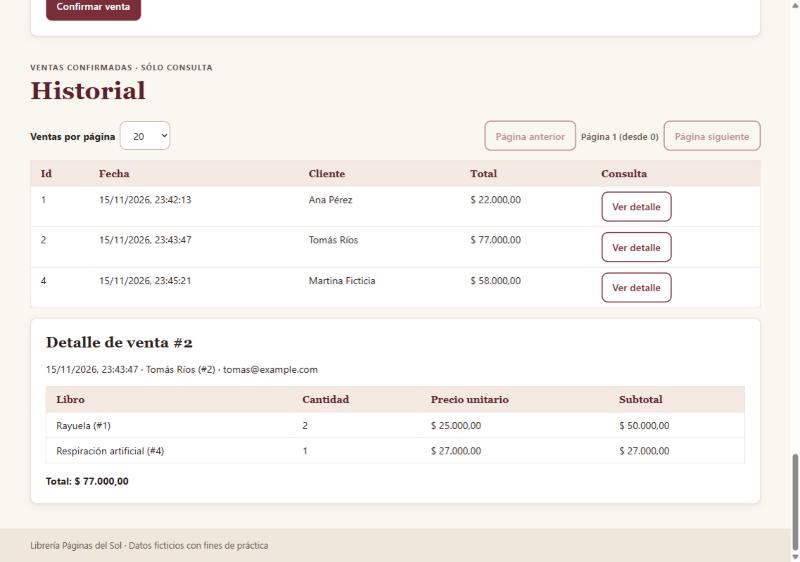 Confirmar venta
VENTAS CONFIRMADAS · SÓLO CONSULTA
Historial
Ventas por página 20 Página anterior Página 1 (desde 0) Página siguiente
Id Fecha Cliente Total Consulta
1 15/11/2026, 23:42:13 Ana Pérez $ 22.000,00 Ver detalle
2 15/11/2026, 23:43:47 Tomás Ríos $ 77.000,00 Ver detalle
4 15/11/2026, 23:45:21 Martina Ficticia $ 58.000,00 Ver detalle
Detalle de venta #2
15/11/2026, 23:43:47 · Tomás Ríos (#2) · tomas@example.com
Libro Cantidad Precio unitario Subtotal
Rayuela (#1) 2 $ 25.000,00 $ 50.000,00
Respiración artificial (#4) 1 $ 27.000,00 $ 27.000,00
Total: $ 77.000,00
Librería Páginas del Sol · Datos ficticios con fines de práctica